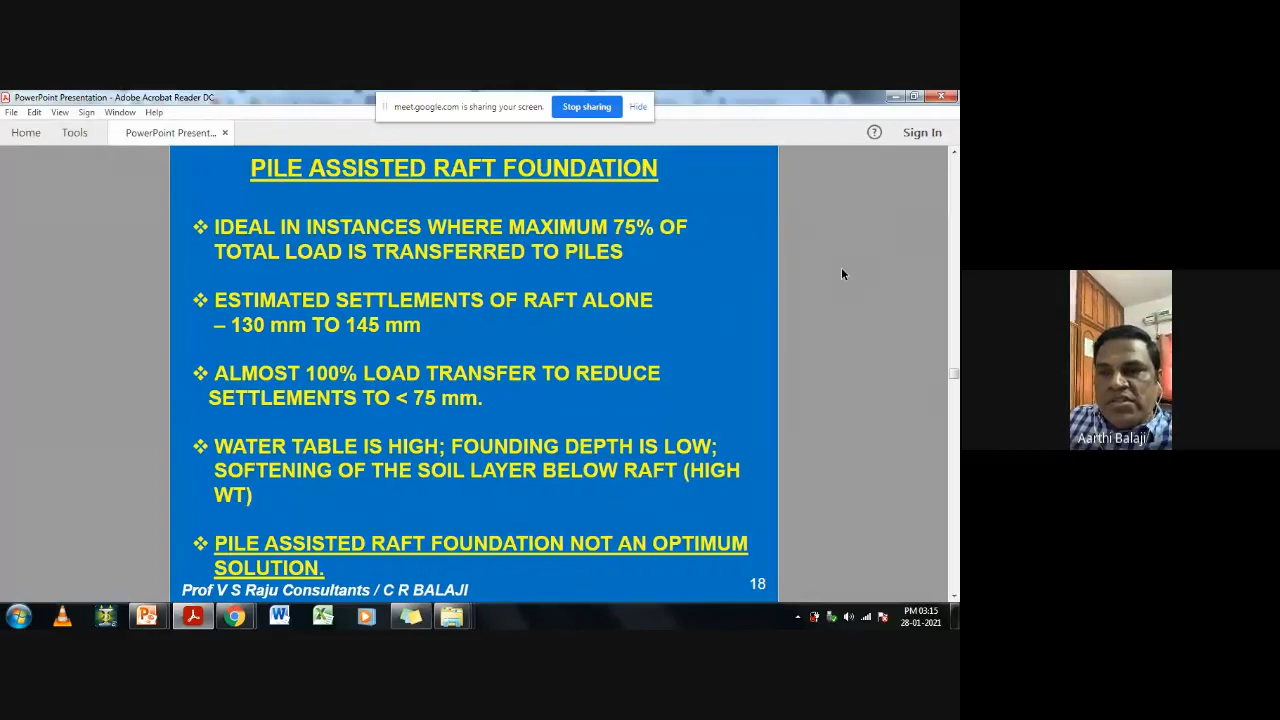 PowerPoint Presentation - Adobe Acrobat Reader DC
meet.google.com is sharing your screen. Stop sharing Hide
File Edit View Sign Window Help
Home Tools PowerPoint Present... × ? Sign In
PILE ASSISTED RAFT FOUNDATION
❖ IDEAL IN INSTANCES WHERE MAXIMUM 75% OF
TOTAL LOAD IS TRANSFERRED TO PILES
❖ ESTIMATED SETTLEMENTS OF RAFT ALONE
– 130 mm TO 145 mm
❖ ALMOST 100% LOAD TRANSFER TO REDUCE
SETTLEMENTS TO < 75 mm.
❖ WATER TABLE IS HIGH; FOUNDING DEPTH IS LOW;
SOFTENING OF THE SOIL LAYER BELOW RAFT (HIGH
WT)
❖ PILE ASSISTED RAFT FOUNDATION NOT AN OPTIMUM
SOLUTION.
Prof V S Raju Consultants / C R BALAJI
18
Aarthi Balaji
PM 03:15
28-01-2021